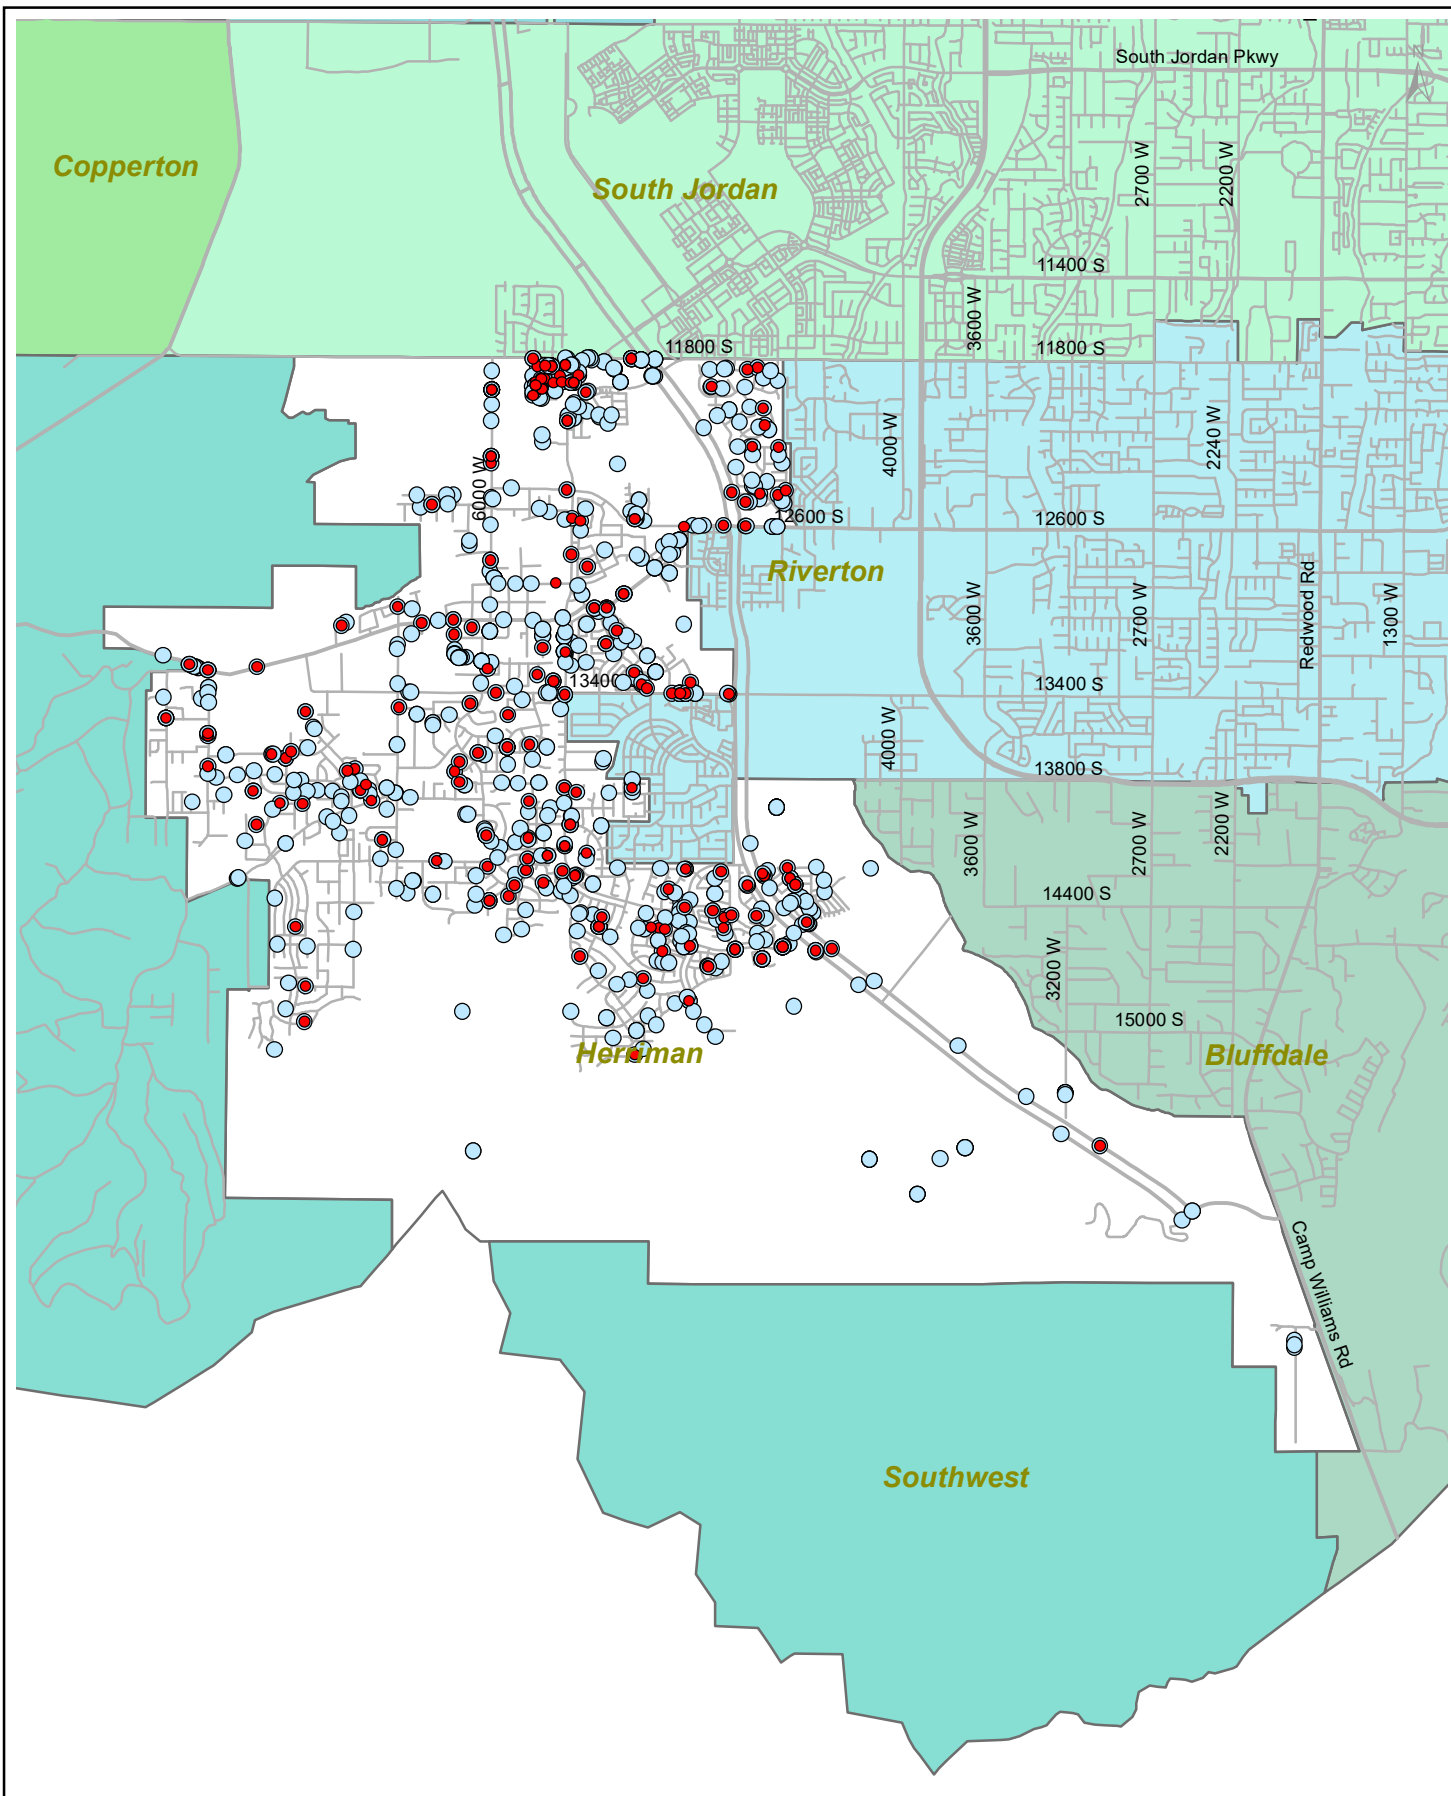 South Jordan Pkwy
Copperton
South Jordan
2700 W
2200 W
11400 S
3600 W
11800 S
11800 S
4000 W
2240 W
6000 W
12600 S
12600 S
Riverton
3600 W
2700 W
Redwood Rd
1300 W
13400
13400 S
4000 W
13800 S
3600 W
2700 W
2200 W
14400 S
3200 W
15000 S
Herriman
Bluffdale
Camp Williams Rd
Southwest